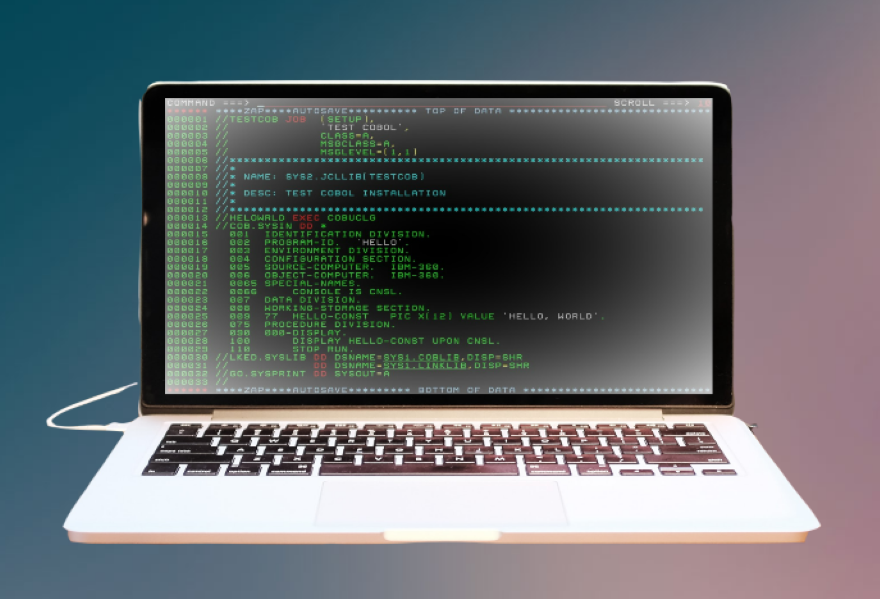 COMMAND ===> _ SCROLL ===> 10
****** ****ZAP****AUTOSAVE********** TOP OF DATA **********************************
000001 //TESTCOB JOB (SETUP),
000002 // 'TEST COBOL',
000003 // CLASS=A,
000004 // MSGCLASS=A,
000005 // MSGLEVEL=(1,1)
000006 //********************************************************************
000007 //*
000008 //* NAME: SYS2.JCLLIB(TESTCOB)
000009 //*
000010 //* DESC: TEST COBOL INSTALLATION
000011 //*
000012 //********************************************************************
000013 //HELOWRLD EXEC COBUCLG
000014 //COB.SYSIN DD *
000015 001 IDENTIFICATION DIVISION.
000016 002 PROGRAM-ID. 'HELLO'.
000017 003 ENVIRONMENT DIVISION.
000018 004 CONFIGURATION SECTION.
000019 005 SOURCE-COMPUTER. IBM-360.
000020 006 OBJECT-COMPUTER. IBM-360.
000021 0065 SPECIAL-NAMES.
000022 0066 CONSOLE IS CNSL.
000023 007 DATA DIVISION.
000024 008 WORKING-STORAGE SECTION.
000025 009 77 HELLO-CONST PIC X(12) VALUE 'HELLO, WORLD'.
000026 075 PROCEDURE DIVISION.
000027 090 000-DISPLAY.
000028 100 DISPLAY HELLO-CONST UPON CNSL.
000029 110 STOP RUN.
000030 //LKED.SYSLIB DD DSNAME=SYS1.COBLIB,DISP=SHR
000031 // DD DSNAME=SYS1.LINKLIB,DISP=SHR
000032 //GO.SYSPRINT DD SYSOUT=A
000033 //
****** ****ZAP****AUTOSAVE********** BOTTOM OF DATA *******************************